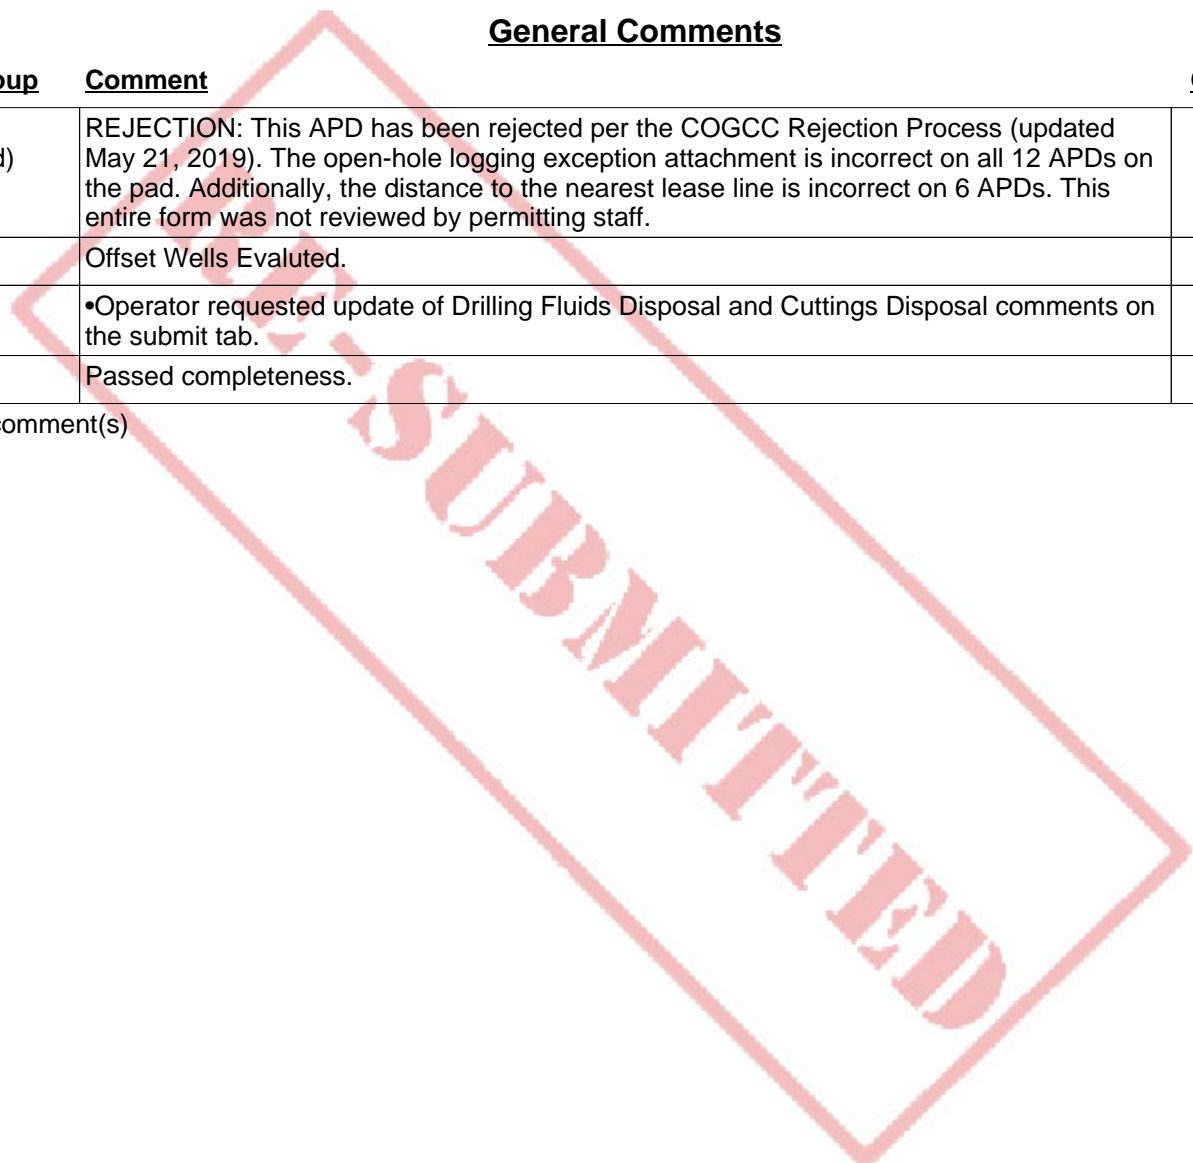 General Comments
oup Comment C
d) REJECTION: This APD has been rejected per the COGCC Rejection Process (updated
May 21, 2019). The open-hole logging exception attachment is incorrect on all 12 APDs on
the pad. Additionally, the distance to the nearest lease line is incorrect on 6 APDs. This
entire form was not reviewed by permitting staff.
Offset Wells Evaluted.
•Operator requested update of Drilling Fluids Disposal and Cuttings Disposal comments on
the submit tab.
Passed completeness.
comment(s)
RE-SUBMITTED